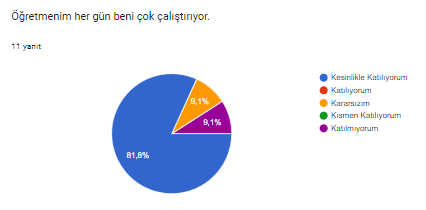 Öğretmenim her gün beni çok çalıştırıyor.
11 yanıt
Kesinlikle Katılıyorum
Katılıyorum
Kararsızım
Kısmen Katılıyorum
Katılmıyorum
9,1%
9,1%
81,8%